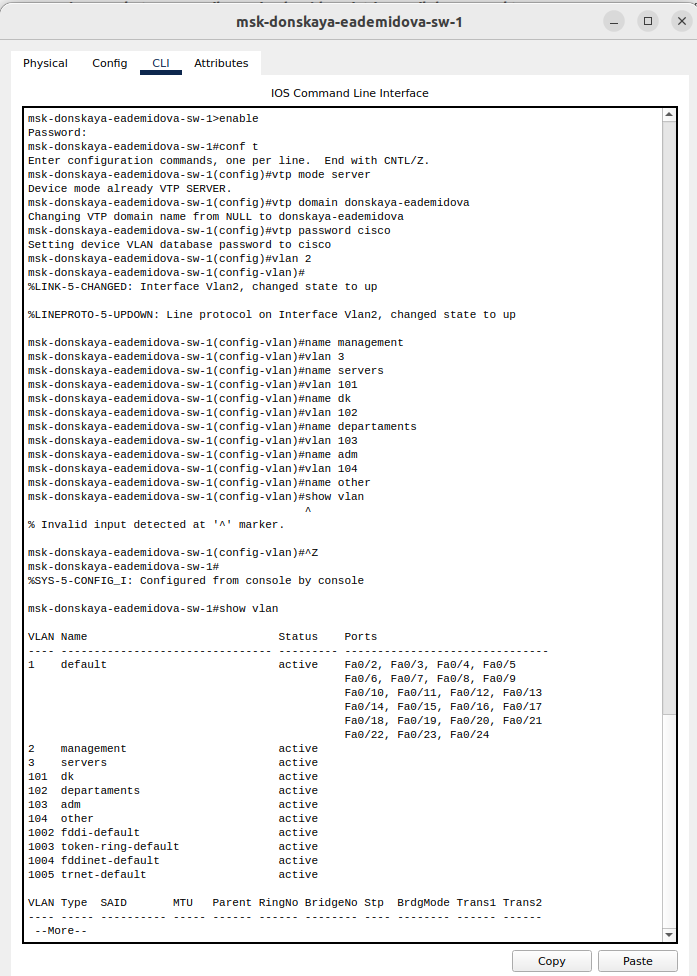 msk-donskaya-eademidova-sw-1
Physical Config CLI Attributes
IOS Command Line Interface
msk-donskaya-eademidova-sw-1>enable
Password:
msk-donskaya-eademidova-sw-1#conf t
Enter configuration commands, one per line.  End with CNTL/Z.
msk-donskaya-eademidova-sw-1(config)#vtp mode server
Device mode already VTP SERVER.
msk-donskaya-eademidova-sw-1(config)#vtp domain donskaya-eademidova
Changing VTP domain name from NULL to donskaya-eademidova
msk-donskaya-eademidova-sw-1(config)#vtp password cisco
Setting device VLAN database password to cisco
msk-donskaya-eademidova-sw-1(config)#vlan 2
msk-donskaya-eademidova-sw-1(config-vlan)#
%LINK-5-CHANGED: Interface Vlan2, changed state to up
%LINEPROTO-5-UPDOWN: Line protocol on Interface Vlan2, changed state to up
msk-donskaya-eademidova-sw-1(config-vlan)#name management
msk-donskaya-eademidova-sw-1(config-vlan)#vlan 3
msk-donskaya-eademidova-sw-1(config-vlan)#name servers
msk-donskaya-eademidova-sw-1(config-vlan)#vlan 101
msk-donskaya-eademidova-sw-1(config-vlan)#name dk
msk-donskaya-eademidova-sw-1(config-vlan)#vlan 102
msk-donskaya-eademidova-sw-1(config-vlan)#name departaments
msk-donskaya-eademidova-sw-1(config-vlan)#vlan 103
msk-donskaya-eademidova-sw-1(config-vlan)#name adm
msk-donskaya-eademidova-sw-1(config-vlan)#vlan 104
msk-donskaya-eademidova-sw-1(config-vlan)#name other
msk-donskaya-eademidova-sw-1(config-vlan)#show vlan
^
% Invalid input detected at '^' marker.
msk-donskaya-eademidova-sw-1(config-vlan)#^Z
msk-donskaya-eademidova-sw-1#
%SYS-5-CONFIG_I: Configured from console by console
msk-donskaya-eademidova-sw-1#show vlan
VLAN Name                             Status    Ports
---- -------------------------------- --------- -------------------------------
1    default                          active    Fa0/2, Fa0/3, Fa0/4, Fa0/5
Fa0/6, Fa0/7, Fa0/8, Fa0/9
Fa0/10, Fa0/11, Fa0/12, Fa0/13
Fa0/14, Fa0/15, Fa0/16, Fa0/17
Fa0/18, Fa0/19, Fa0/20, Fa0/21
Fa0/22, Fa0/23, Fa0/24
2    management                       active
3    servers                          active
101  dk                               active
102  departaments                     active
103  adm                              active
104  other                            active
1002 fddi-default                     active
1003 token-ring-default               active
1004 fddinet-default                  active
1005 trnet-default                    active
VLAN Type  SAID       MTU   Parent RingNo BridgeNo Stp  BrdgMode Trans1 Trans2
---- ----- ---------- ----- ------ ------ -------- ---- -------- ------ ------
--More--
Copy Paste